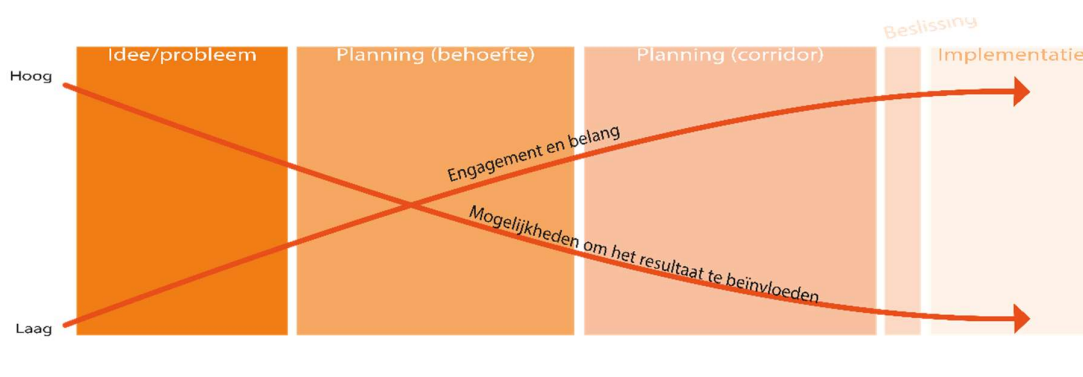 Beslissing
Idee/probleem
Planning (behoefte)
Planning (corridor)
Implementatie
Hoog
Engagement en belang
Mogelijkheden om het resultaat te beïnvloeden
Laag